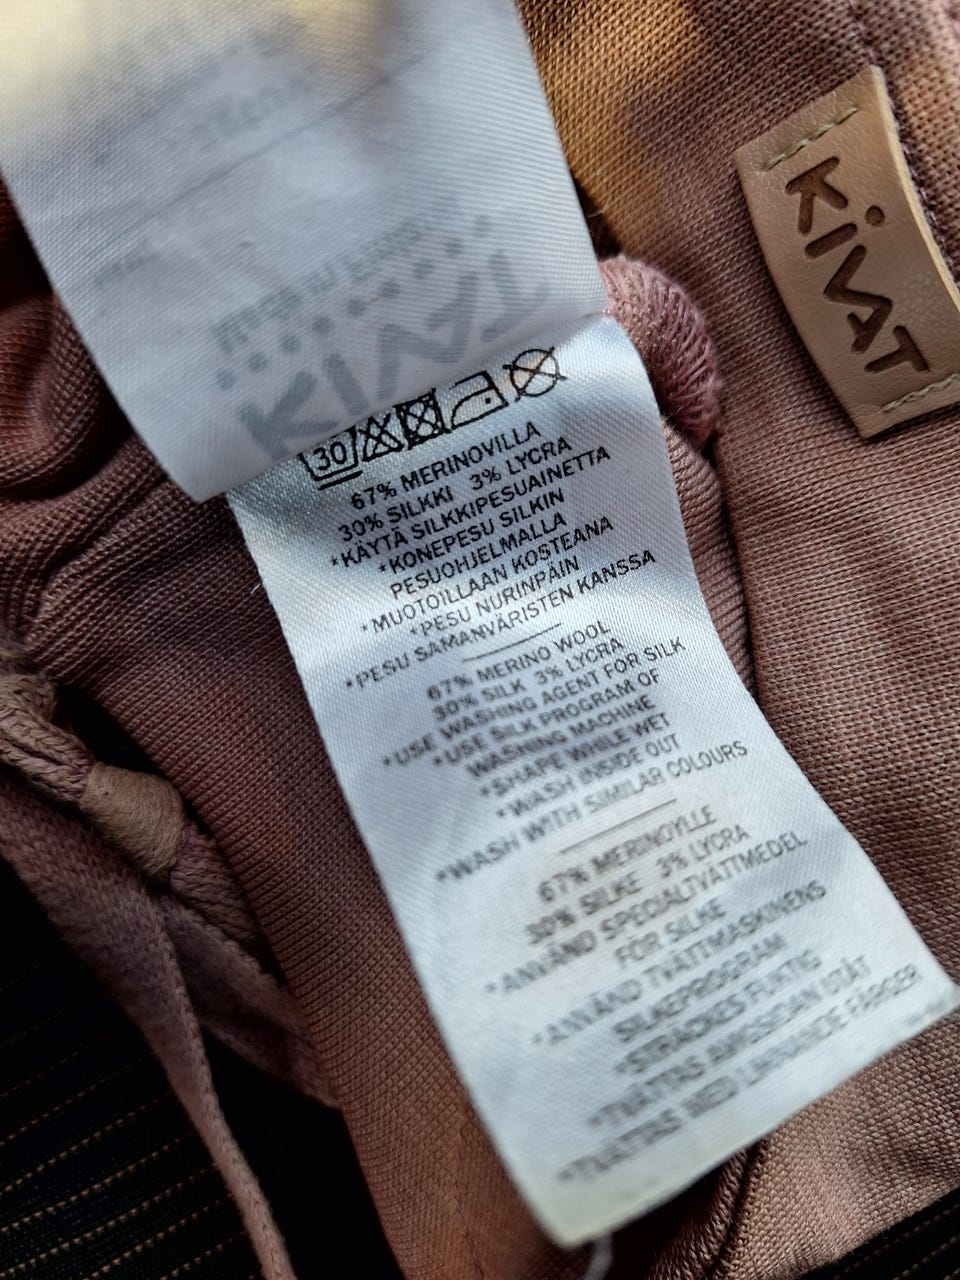 KIVAT
30
67% MERINOVILLA
30% SILKKI 3% LYCRA
*KÄYTÄ SILKKIPESUAINETTA
*KONEPESU SILKIN
PESUOHJELMALLA
*MUOTOILLAAN KOSTEANA
*PESU NURINPÄIN
*PESU SAMANVÄRISTEN KANSSA
67% MERINO WOOL
30% SILK 3% LYCRA
*USE WASHING AGENT FOR SILK
*USE SILK PROGRAM OF
WASHING MACHINE
*SHAPE WHILE WET
*WASH INSIDE OUT
*WASH WITH SIMILAR COLOURS
67% MERINOYLLE
30% SILKE 3% LYCRA
*ANVÄND SPECIALTVÄTTMEDEL
FÖR SILKE
*ANVÄND TVÄTTMASKINENS
SILKEPROGRAM
*STRÄCKES FUKTIG
*TVÄTTAS AVIGSIDAN UTÅT
*TVÄTTAS MED LIKNANDE FÄRGER
KIVAT